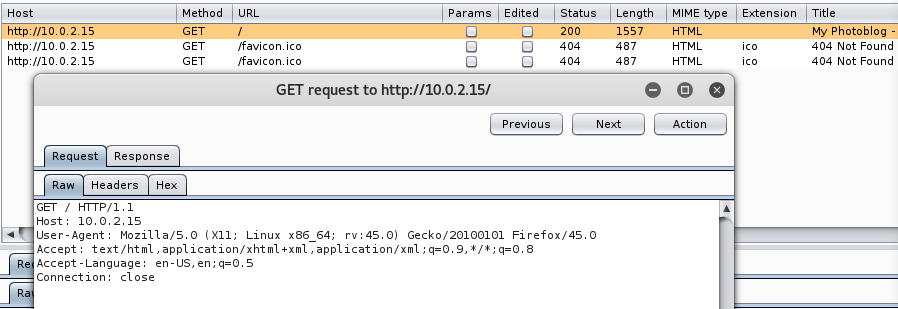 Host Method URL Params Edited Status Length MIME type Extension Title
http://10.0.2.15 GET / 200 1557 HTML My Photoblog -
http://10.0.2.15 GET /favicon.ico 404 487 HTML ico 404 Not Found
http://10.0.2.15 GET /favicon.ico 404 487 HTML ico 404 Not Found
GET request to http://10.0.2.15/
Previous Next Action
Request Response
Raw Headers Hex
GET / HTTP/1.1
Host: 10.0.2.15
User-Agent: Mozilla/5.0 (X11; Linux x86_64; rv:45.0) Gecko/20100101 Firefox/45.0
Accept: text/html,application/xhtml+xml,application/xml;q=0.9,*/*;q=0.8
Accept-Language: en-US,en;q=0.5
Connection: close